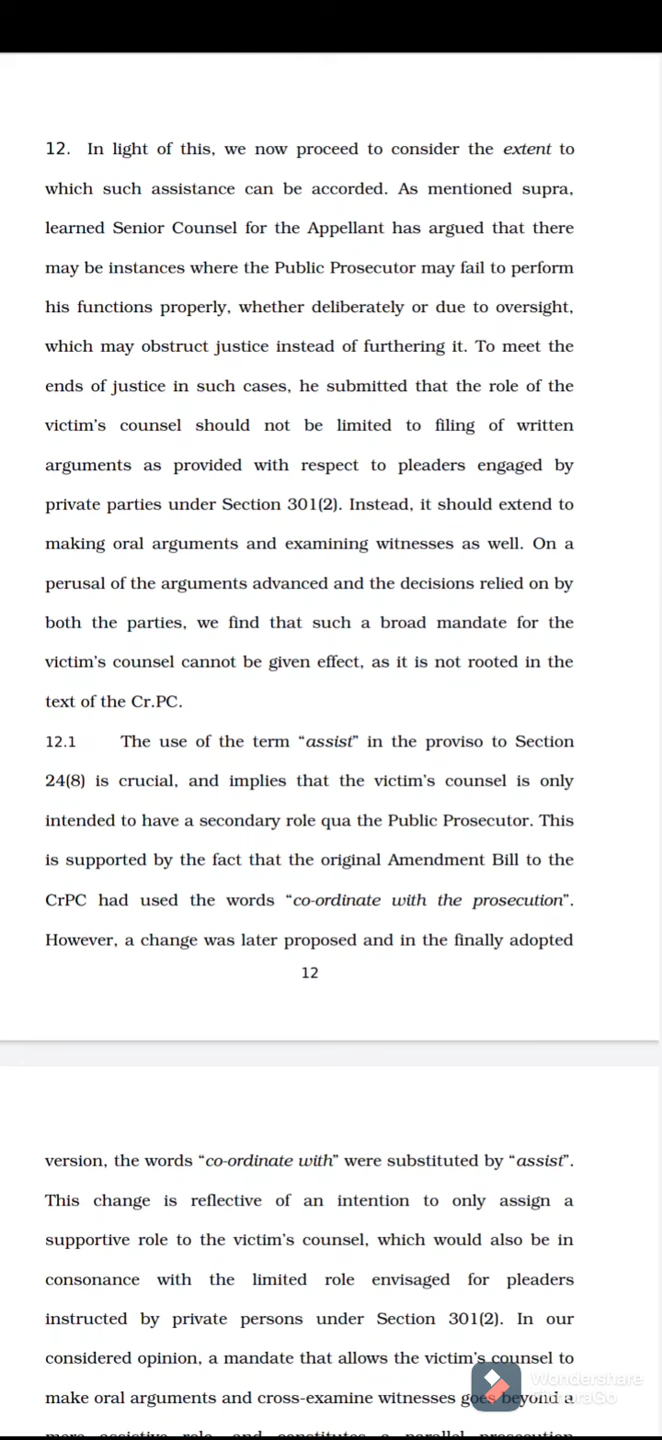 12. In light of this, we now proceed to consider the extent to
which such assistance can be accorded. As mentioned supra,
learned Senior Counsel for the Appellant has argued that there
may be instances where the Public Prosecutor may fail to perform
his functions properly, whether deliberately or due to oversight,
which may obstruct justice instead of furthering it. To meet the
ends of justice in such cases, he submitted that the role of the
victim's counsel should not be limited to filing of written
arguments as provided with respect to pleaders engaged by
private parties under Section 301(2). Instead, it should extend to
making oral arguments and examining witnesses as well. On a
perusal of the arguments advanced and the decisions relied on by
both the parties, we find that such a broad mandate for the
victim's counsel cannot be given effect, as it is not rooted in the
text of the Cr.PC.
12.1 The use of the term “assist” in the proviso to Section
24(8) is crucial, and implies that the victim's counsel is only
intended to have a secondary role qua the Public Prosecutor. This
is supported by the fact that the original Amendment Bill to the
CrPC had used the words “co-ordinate with the prosecution”.
However, a change was later proposed and in the finally adopted
12
version, the words “co-ordinate with” were substituted by “assist”.
This change is reflective of an intention to only assign a
supportive role to the victim's counsel, which would also be in
consonance with the limited role envisaged for pleaders
instructed by private persons under Section 301(2). In our
considered opinion, a mandate that allows the victim's counsel to
Wondershare
make oral arguments and cross-examine witnesses goes beyond a
FilmoraGo
mere assistive role, and constitutes a parallel prosecution